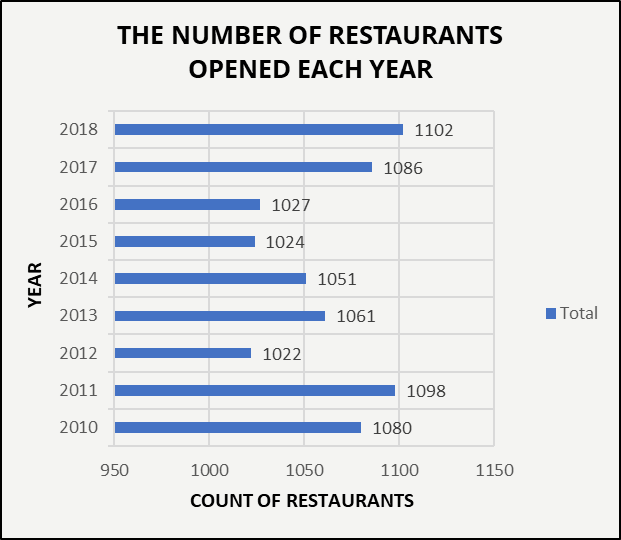 THE NUMBER OF RESTAURANTS
OPENED EACH YEAR
2018 1102
2017 1086
2016 1027
2015 1024
2014 1051
2013 1061
2012 1022
2011 1098
2010 1080
YEAR
Total
950 1000 1050 1100 1150
COUNT OF RESTAURANTS